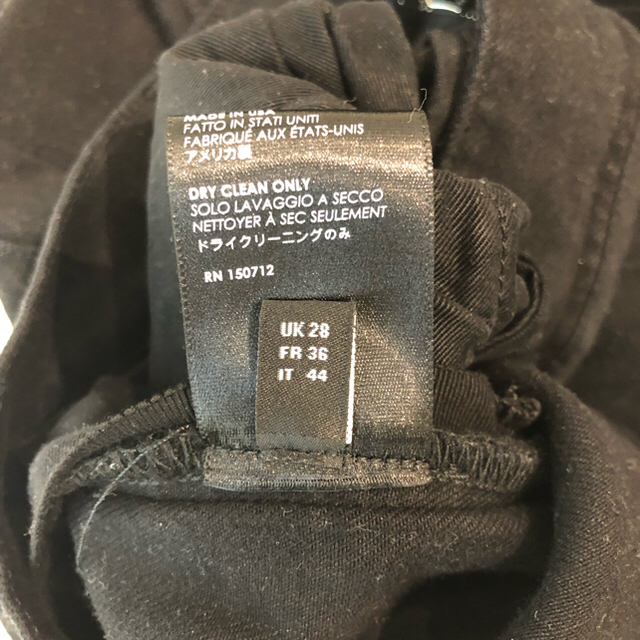 MADE IN USA
FATTO IN STATI UNITI
FABRIQUÉ AUX ÉTATS-UNIS
アメリカ製
DRY CLEAN ONLY
SOLO LAVAGGIO A SECCO
NETTOYER À SEC SEULEMENT
ドライクリーニングのみ
RN 150712
UK 28
FR 36
IT 44